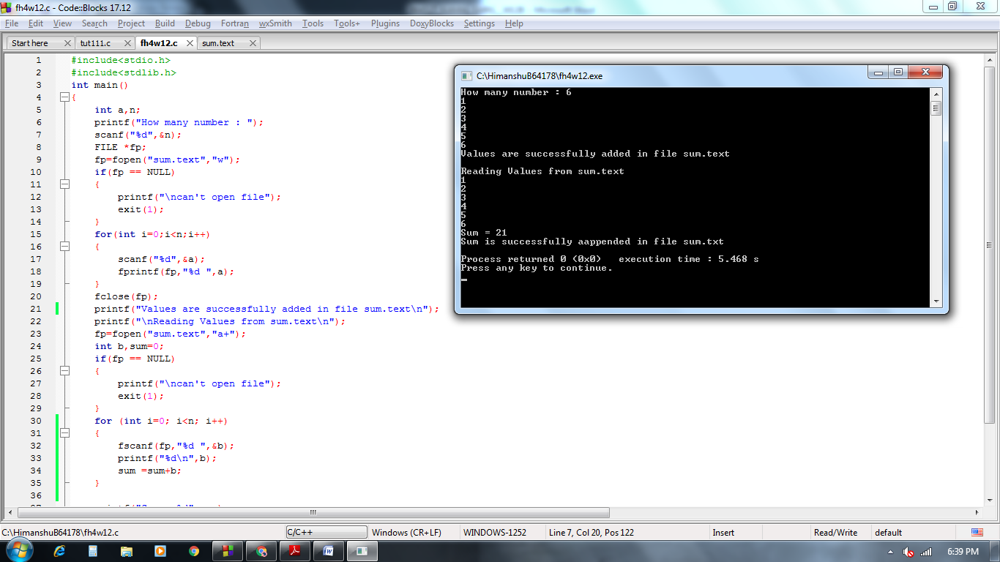 fh4w12.c - Code::Blocks 17.12
File Edit View Search Project Build Debug Fortran wxSmith Tools Tools+ Plugins DoxyBlocks Settings Help
Start here tut111.c fh4w12.c sum.text
1 #include<stdio.h>
2 #include<stdlib.h>
3 int main()
4 {
5 int a,n;
6 printf("How many number : ");
7 scanf("%d",&n);
8 FILE *fp;
9 fp=fopen("sum.text","w");
10 if(fp == NULL)
11 {
12 printf("\ncan't open file");
13 exit(1);
14 }
15 for(int i=0;i<n;i++)
16 {
17 scanf("%d",&a);
18 fprintf(fp,"%d ",a);
19 }
20 fclose(fp);
21 printf("Values are successfully added in file sum.text\n");
22 printf("\nReading Values from sum.text\n");
23 fp=fopen("sum.text","a+");
24 int b,sum=0;
25 if(fp == NULL)
26 {
27 printf("\ncan't open file");
28 exit(1);
29 }
30 for (int i=0; i<n; i++)
31 {
32 fscanf(fp,"%d ",&b);
33 printf("%d\n",b);
34 sum =sum+b;
35 }
36
C:\HimanshuB64178\fh4w12.exe
How many number : 6
1
2
3
4
5
6
Values are successfully added in file sum.text
Reading Values from sum.text
1
2
3
4
5
6
Sum = 21
Sum is successfully aappended in file sum.txt
Process returned 0 (0x0) execution time : 5.468 s
Press any key to continue.
C:\HimanshuB64178\fh4w12.c C/C++ Windows (CR+LF) WINDOWS-1252 Line 7, Col 20, Pos 122 Insert Read/Write default
6:39 PM